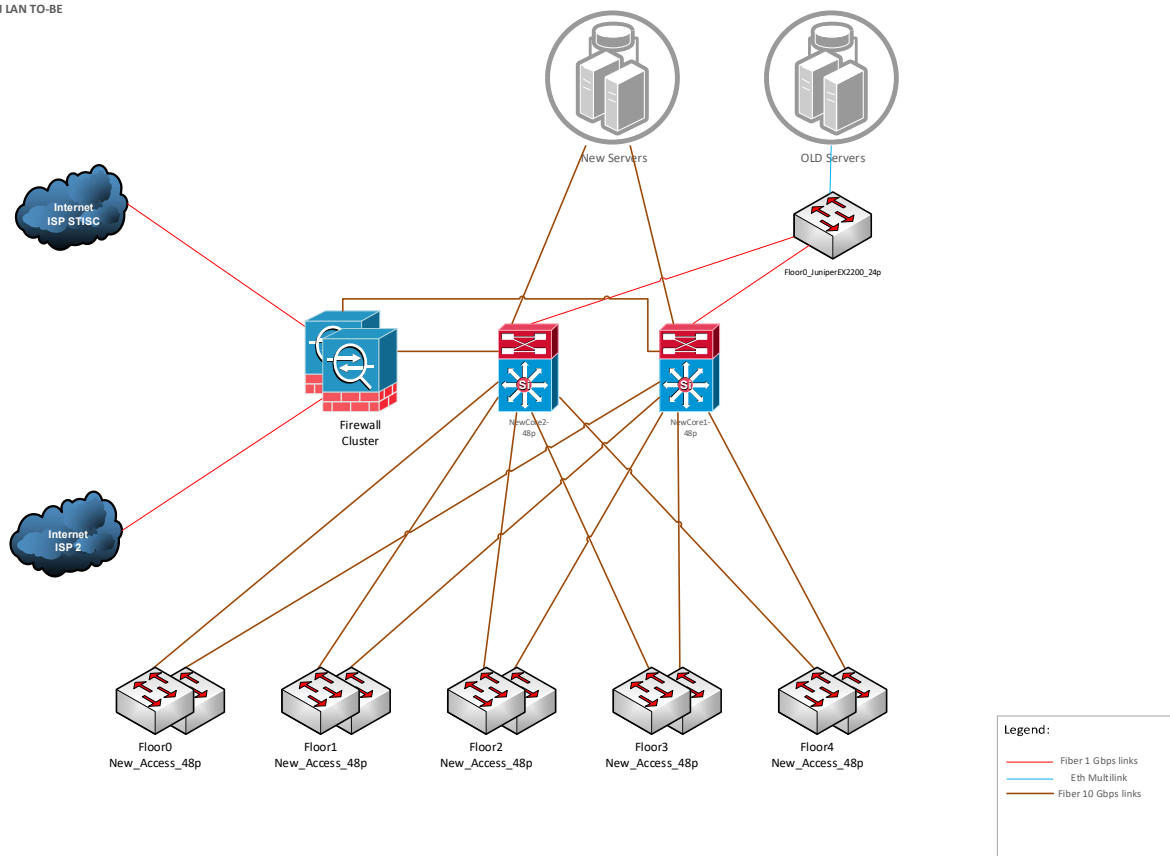 LAN TO-BE
New Servers
OLD Servers
Internet
ISP STISC
Floor0_JuniperEX2200_24p
Si
Si
Firewall
Cluster
NewCore2-
48p
NewCore1-
48p
Internet
ISP 2
Floor0
New_Access_48p
Floor1
New_Access_48p
Floor2
New_Access_48p
Floor3
New_Access_48p
Floor4
New_Access_48p
Legend:
Fiber 1 Gbps links
Eth Multilink
Fiber 10 Gbps links